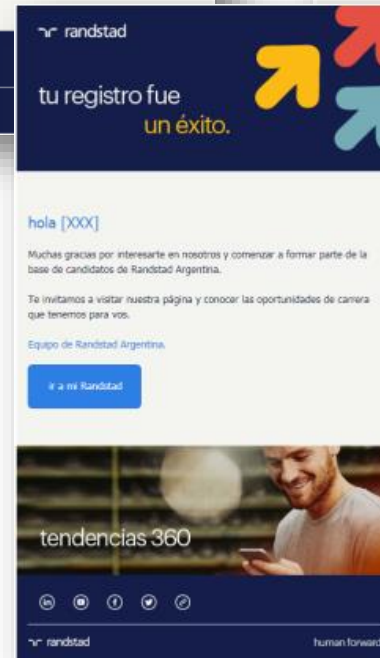 randstad
tu registro fue
un éxito.
hola [XXX]
Muchas gracias por interesarte en nosotros y comenzar a formar parte de la
base de candidatos de Randstad Argentina.
Te invitamos a visitar nuestra página y conocer las oportunidades de carrera
que tenemos para vos.
Equipo de Randstad Argentina.
ir a mi Randstad
tendencias 360
randstad
human forward